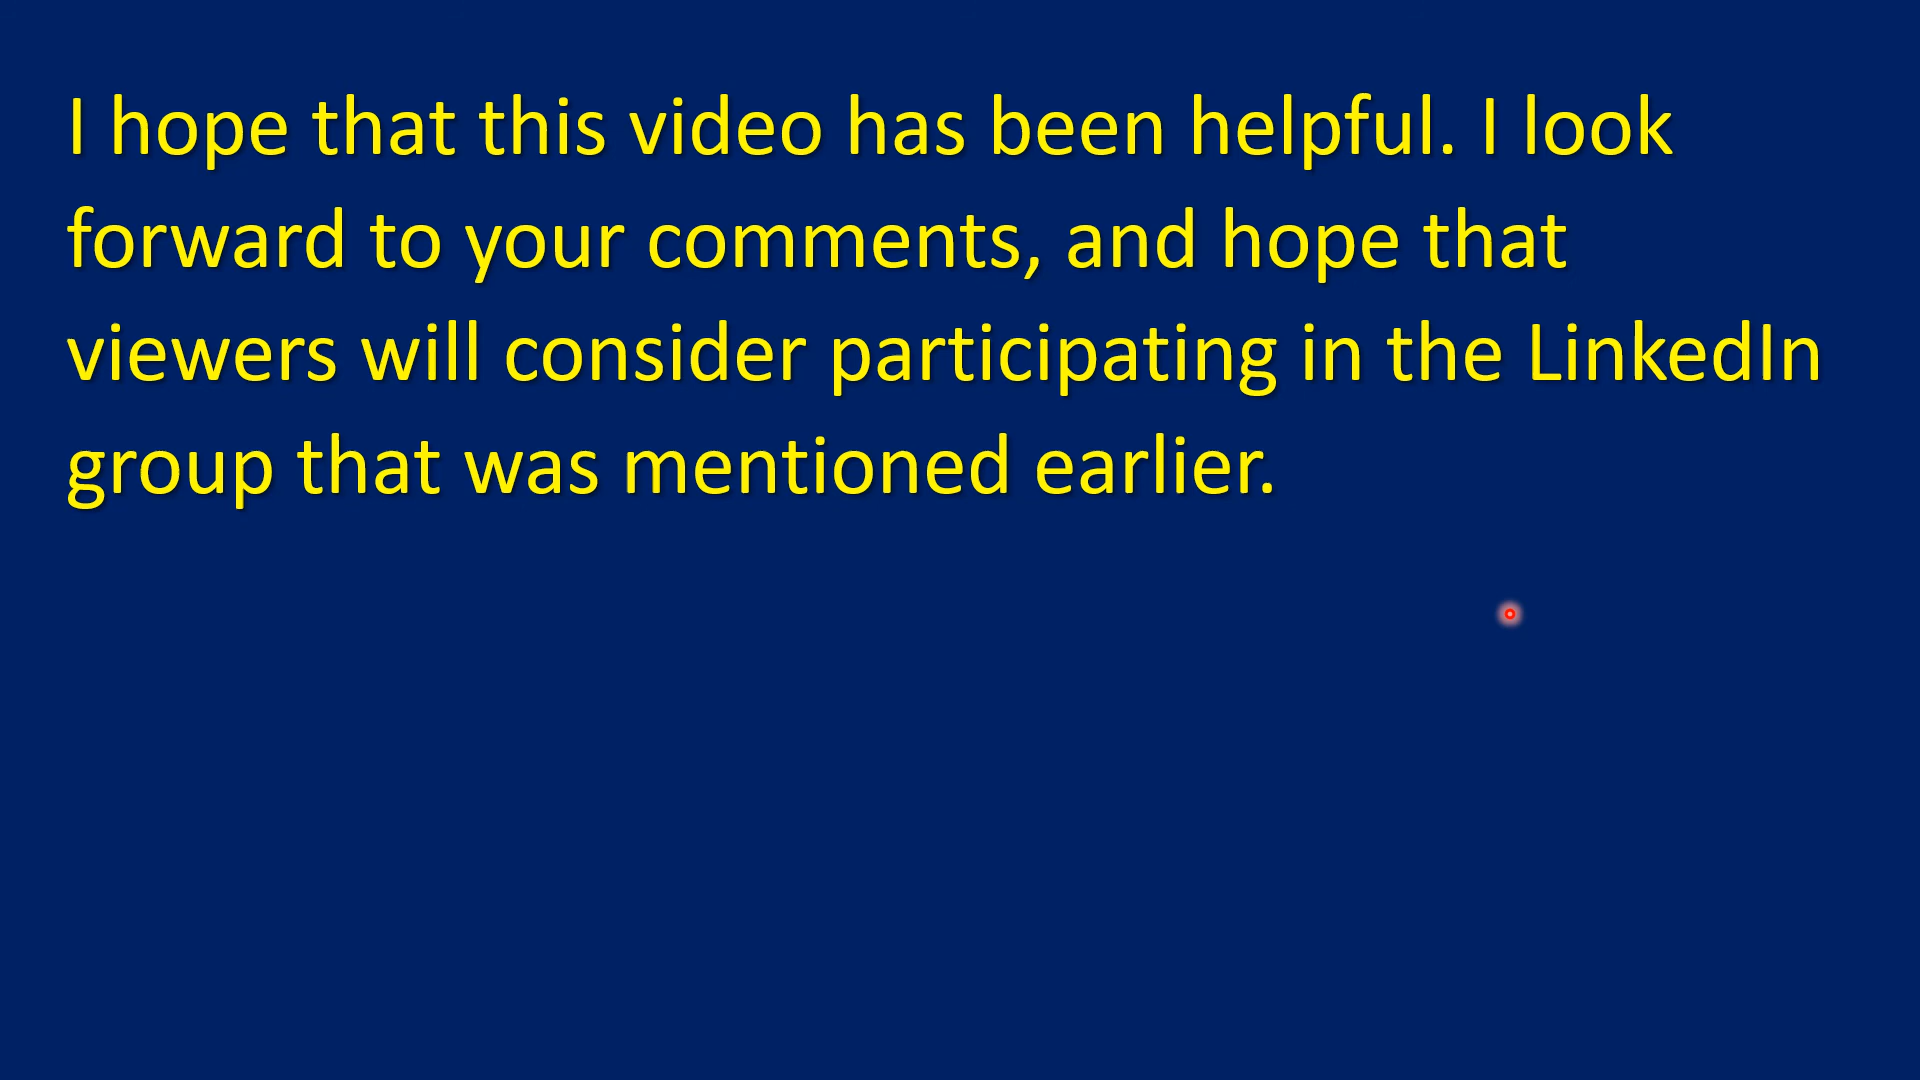 I hope that this video has been helpful. I look
forward to your comments, and hope that
viewers will consider participating in the LinkedIn
group that was mentioned earlier.